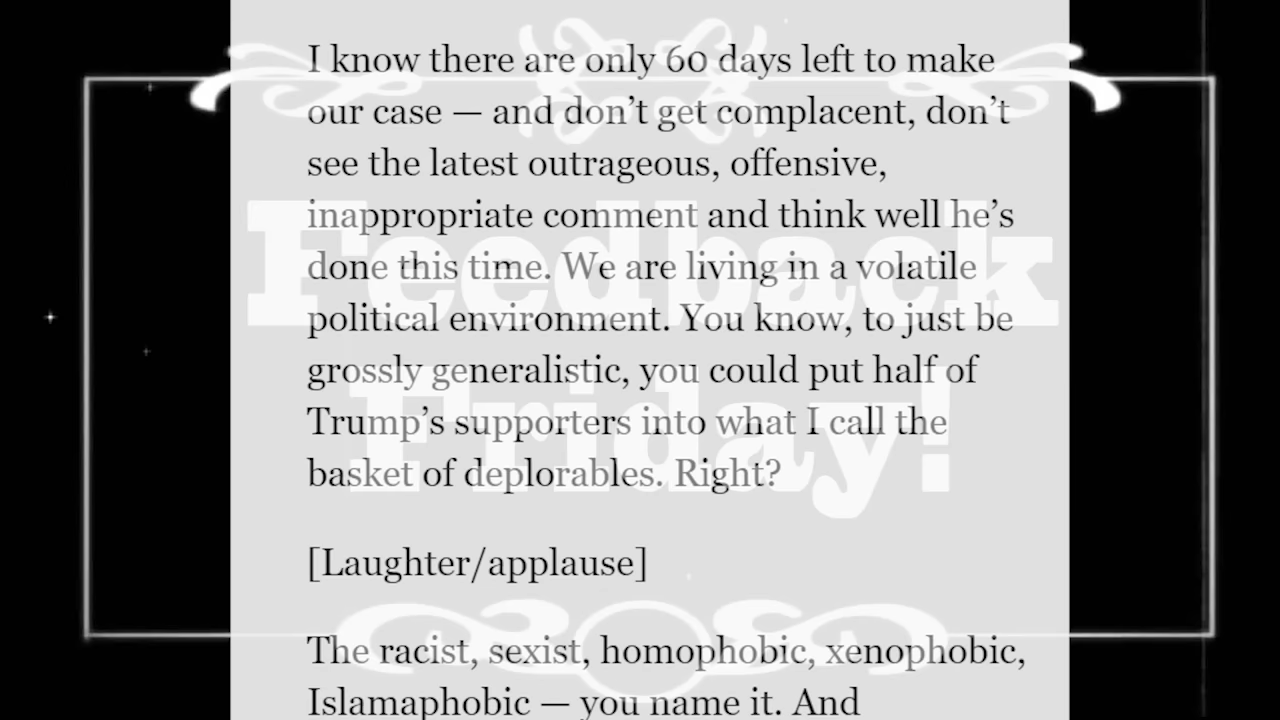 I know there are only 60 days left to make
our case — and don’t get complacent, don’t
see the latest outrageous, offensive,
inappropriate comment and think well he’s
done this time. We are living in a volatile
political environment. You know, to just be
grossly generalistic, you could put half of
Trump’s supporters into what I call the
basket of deplorables. Right?
[Laughter/applause]
The racist, sexist, homophobic, xenophobic,
Islamaphobic — you name it. And
Feedback
Friday!